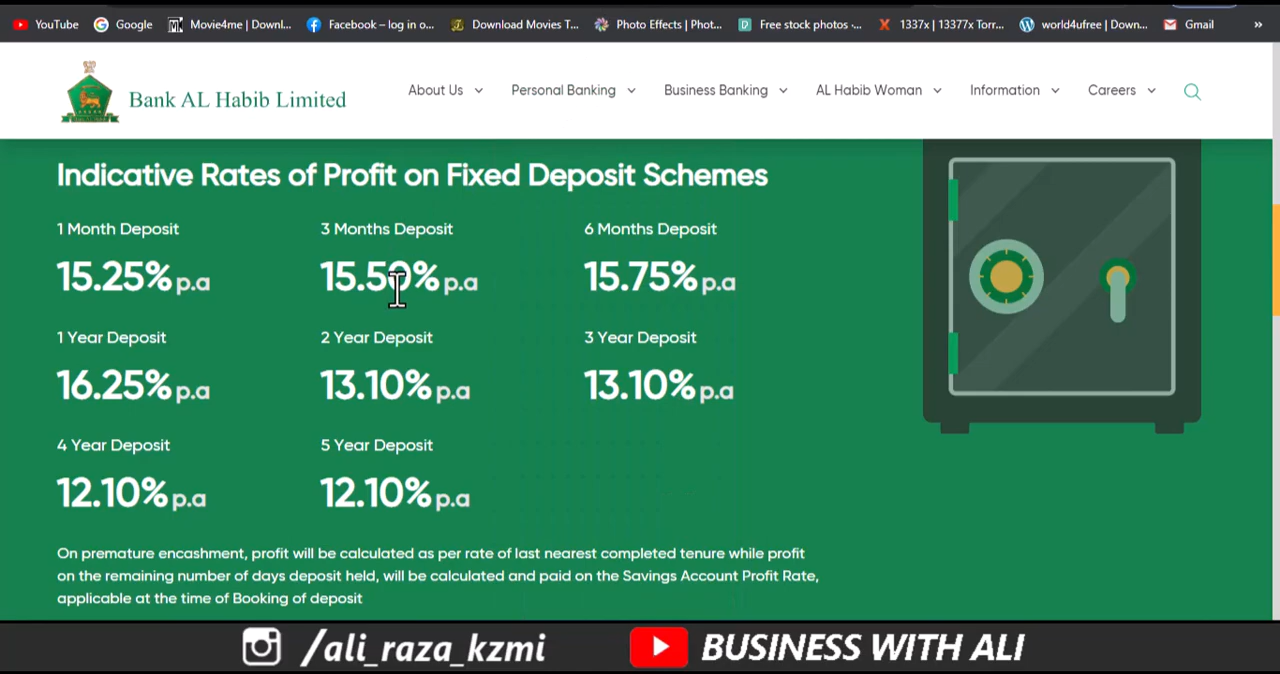 YouTube Google Movie4me | Downl... Facebook – log in o... Download Movies T... Photo Effects | Phot... Free stock photos ·... 1337x | 13377x Torr... world4ufree | Down... Gmail »
Bank AL Habib Limited About Us Personal Banking Business Banking AL Habib Woman Information Careers
Indicative Rates of Profit on Fixed Deposit Schemes
1 Month Deposit 3 Months Deposit 6 Months Deposit
15.25% p.a 15.50% p.a 15.75% p.a
1 Year Deposit 2 Year Deposit 3 Year Deposit
16.25% p.a 13.10% p.a 13.10% p.a
4 Year Deposit 5 Year Deposit
12.10% p.a 12.10% p.a
On premature encashment, profit will be calculated as per rate of last nearest completed tenure while profit
on the remaining number of days deposit held, will be calculated and paid on the Savings Account Profit Rate,
applicable at the time of Booking of deposit
/ali_raza_kzmi BUSINESS WITH ALI